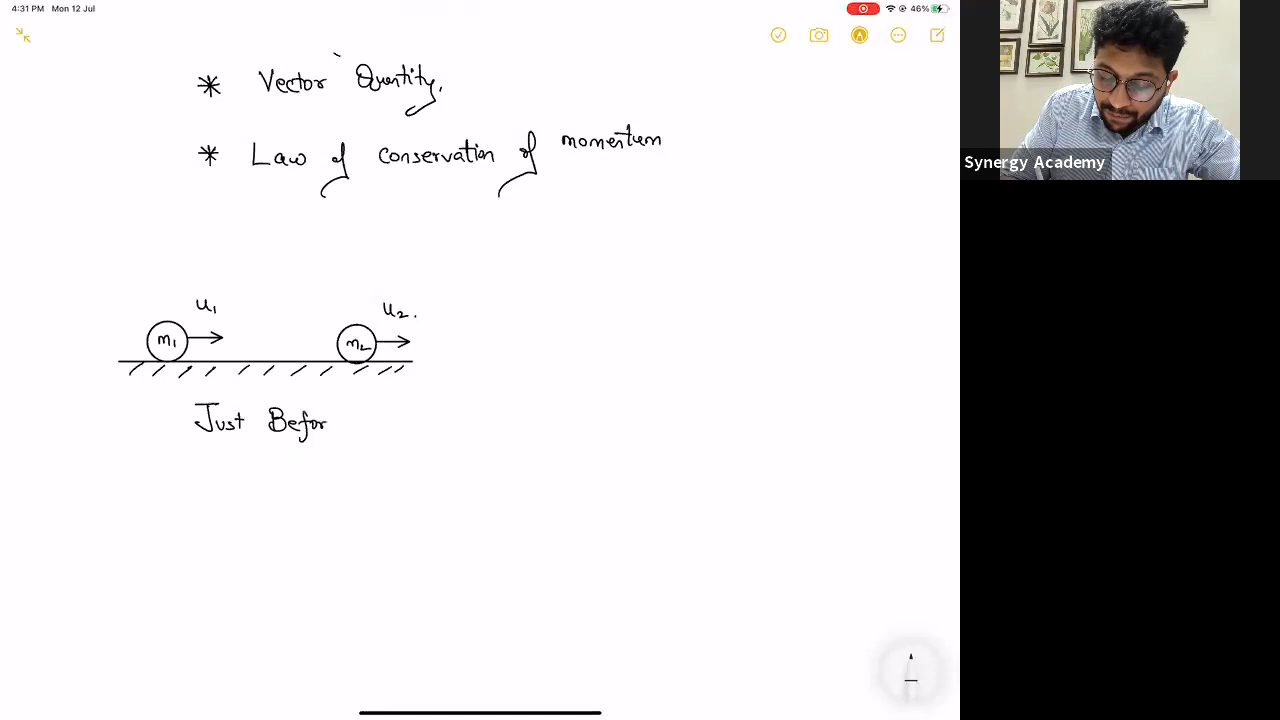 4:31 PM Mon 12 Jul
46%
* Vector Quantity.
* Law of conservation of momentum
Synergy Academy
u₁
u₂.
m₁
m₂
Just Befor